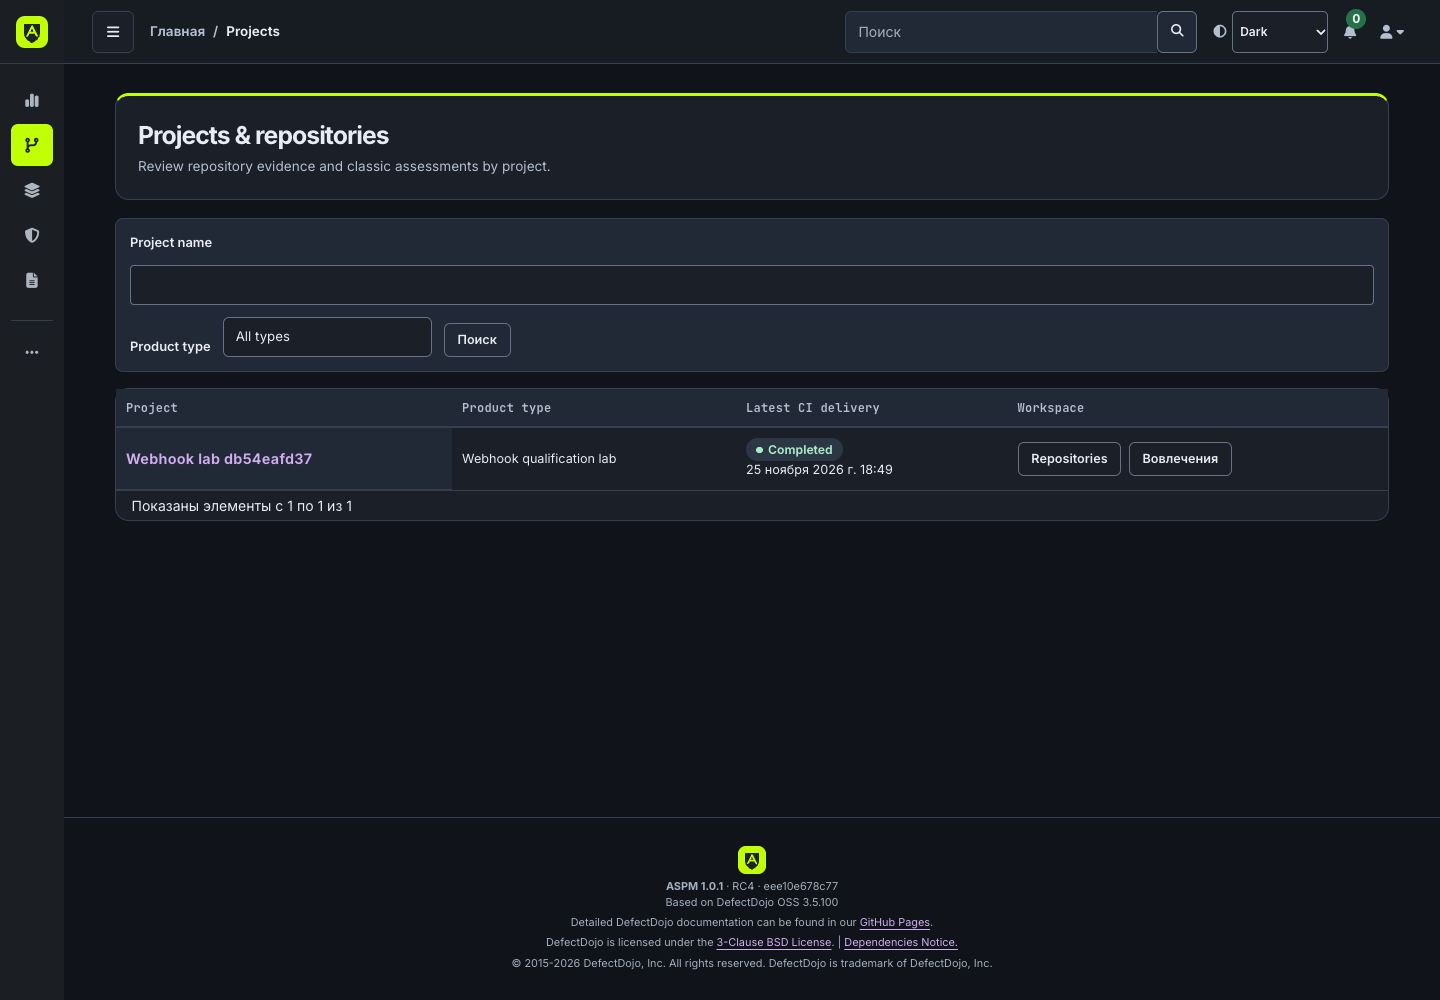 Главная / Projects
Поиск
Dark
0
Projects & repositories
Review repository evidence and classic assessments by project.
Project name
Product type
All types
Поиск
Project Product type Latest CI delivery Workspace
Webhook lab db54eafd37 Webhook qualification lab Completed Repositories Вовлечения
25 ноября 2026 г. 18:49
Показаны элементы с 1 по 1 из 1
ASPM 1.0.1 · RC4 · eee10e678c77
Based on DefectDojo OSS 3.5.100
Detailed DefectDojo documentation can be found in our GitHub Pages.
DefectDojo is licensed under the 3-Clause BSD License. | Dependencies Notice.
© 2015-2026 DefectDojo, Inc. All rights reserved. DefectDojo is trademark of DefectDojo, Inc.